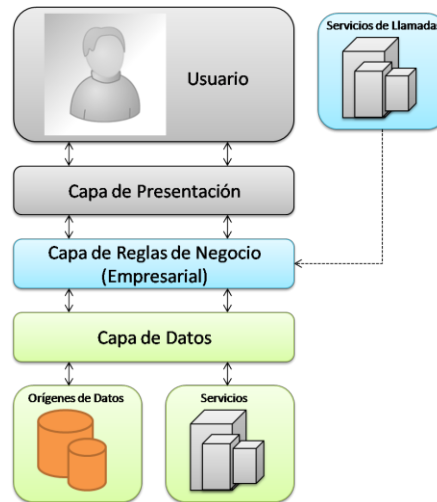 Servicios de Llamadas
Usuario
Capa de Presentación
Capa de Reglas de Negocio
(Empresarial)
Capa de Datos
Orígenes de Datos
Servicios